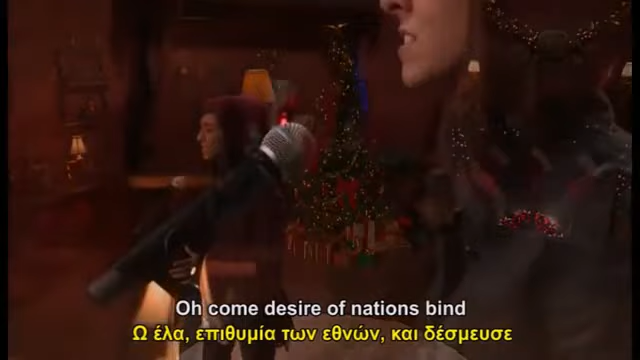 Oh come desire of nations bind
Ω έλα, επιθυμία των εθνών, και δέσμευσε